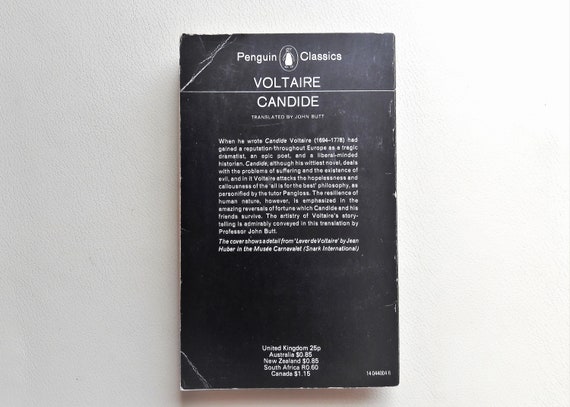 Penguin Classics
VOLTAIRE
CANDIDE
TRANSLATED BY JOHN BUTT
When he wrote Candide Voltaire (1694-1778) had
gained a reputation throughout Europe as a tragic
dramatist, an epic poet, and a liberal-minded
historian. Candide, although his wittiest novel, deals
with the problems of suffering and the existence of
evil, and in it Voltaire attacks the hopelessness and
callousness of the 'all is for the best' philosophy, as
personified by the tutor Pangloss. The resilience of
human nature, however, is emphasized in the
amazing reversals of fortune which Candide and his
friends survive. The artistry of Voltaire's story-
telling is admirably conveyed in this translation by
Professor John Butt.
The cover shows a detail from 'Lever de Voltaire' by Jean
Huber in the Musée Carnavalet (Snark International)
United Kingdom 25p
Australia $0.85
New Zealand $0.85
South Africa R0.60
Canada $1.15